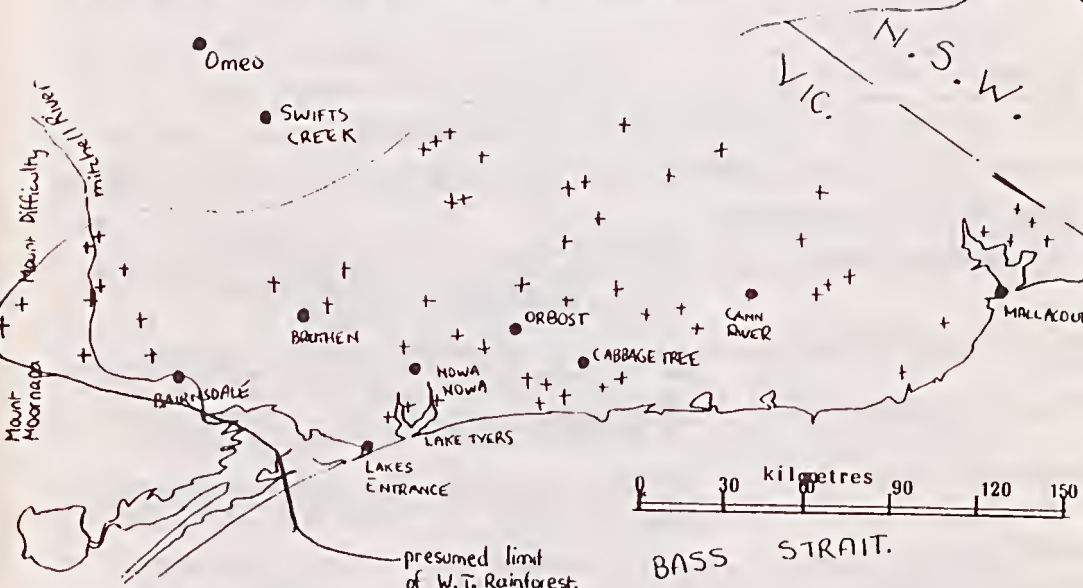 Omeo
SWIFTS
CREEK
N.S.W.
VIC.
Mitchell River
Mount Difficulty
Mount
Moornapa
BRUTHEN
BAIRNSDALE
ORBOST
CABBAGE TREE
CANN
RIVER
MALLACOOT
NOWA
NOWA
LAKE TYERS
LAKES
ENTRANCE
kilometres
0 30 60 90 120 150
BASS STRAIT.
presumed limit
of W.T. Rainforest.